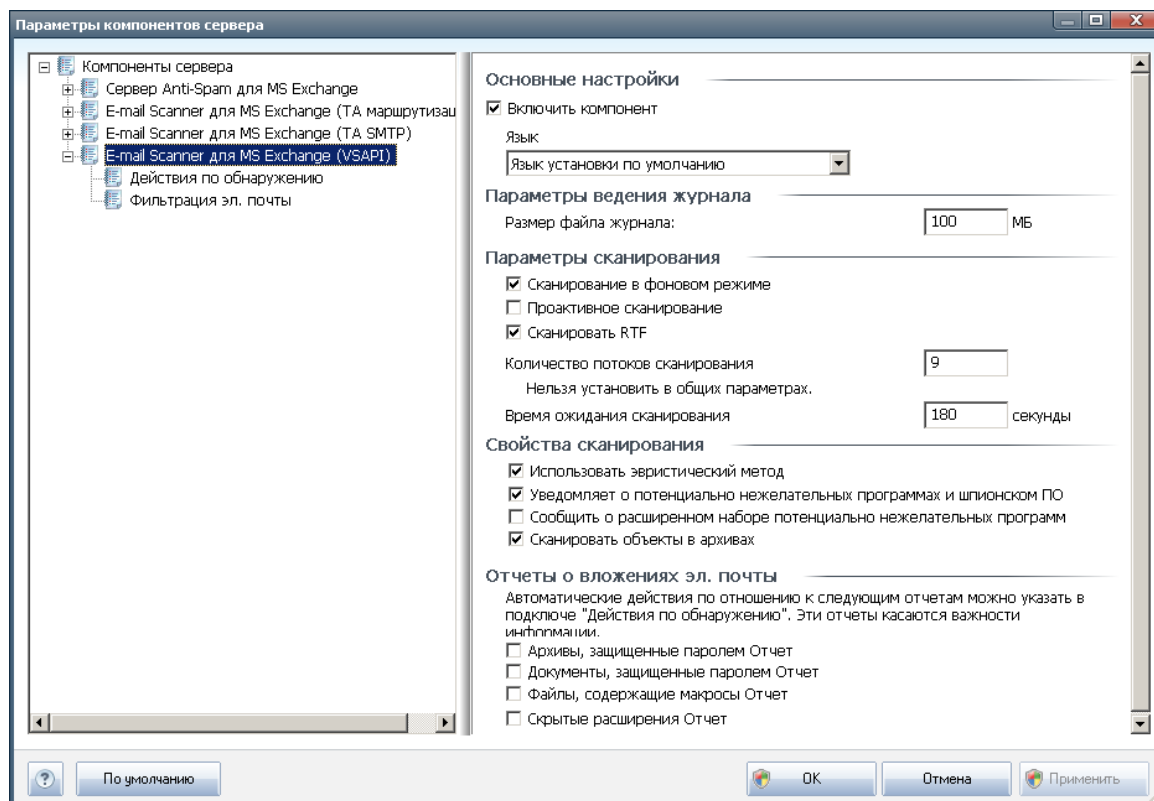 Параметры компонентов сервера
Компоненты сервера
Сервер Anti-Spam для MS Exchange
E-mail Scanner для MS Exchange (TA маршрутизац
E-mail Scanner для MS Exchange (TA SMTP)
E-mail Scanner для MS Exchange (VSAPI)
Действия по обнаружению
Фильтрация эл. почты
Основные настройки
Включить компонент
Язык
Язык установки по умолчанию
Параметры ведения журнала
Размер файла журнала: 100 МБ
Параметры сканирования
Сканирование в фоновом режиме
Проактивное сканирование
Сканировать RTF
Количество потоков сканирования 9
Нельзя установить в общих параметрах.
Время ожидания сканирования 180 секунды
Свойства сканирования
Использовать эвристический метод
Уведомляет о потенциально нежелательных программах и шпионском ПО
Сообщить о расширенном наборе потенциально нежелательных программ
Сканировать объекты в архивах
Отчеты о вложениях эл. почты
Автоматические действия по отношению к следующим отчетам можно указать в
подключе "Действия по обнаружению". Эти отчеты касаются важности
информации.
Архивы, защищенные паролем Отчет
Документы, защищенные паролем Отчет
Файлы, содержащие макросы Отчет
Скрытые расширения Отчет
? По умолчанию OK Отмена Применить